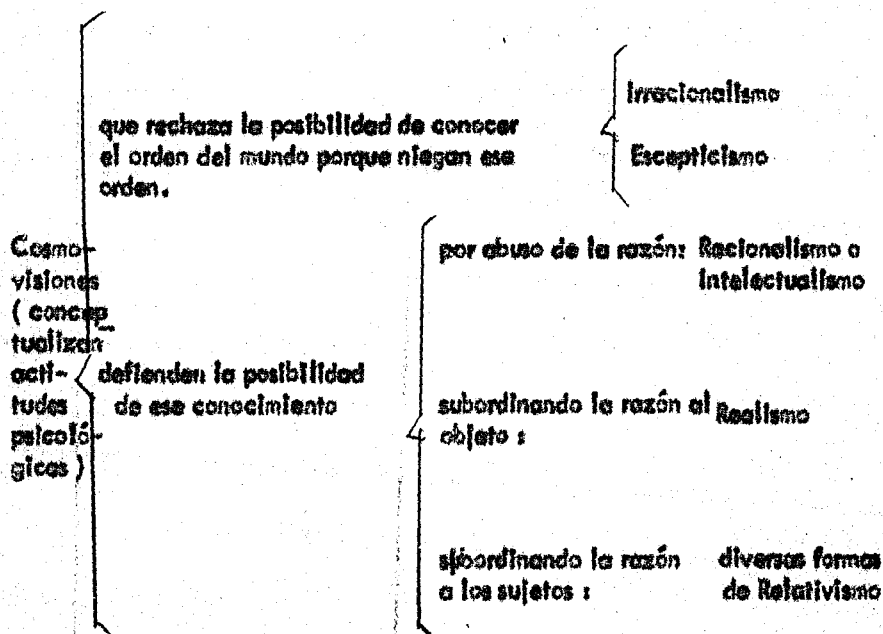 Cosmo-
visiones
( concep
tualizan
acti-
tudes
psicoló-
gicas )
que rechaza la posibilidad de conocer
el orden del mundo porque niegan ese
orden.
Irracionalismo
Escepticismo
defienden la posibilidad
de ese conocimiento
por abuso de la razón: Racionalismo o
Intelectualismo
subordinando la razón al Realismo
objeto :
subordinando la razón diversas formas
a los sujetos : de Relativismo